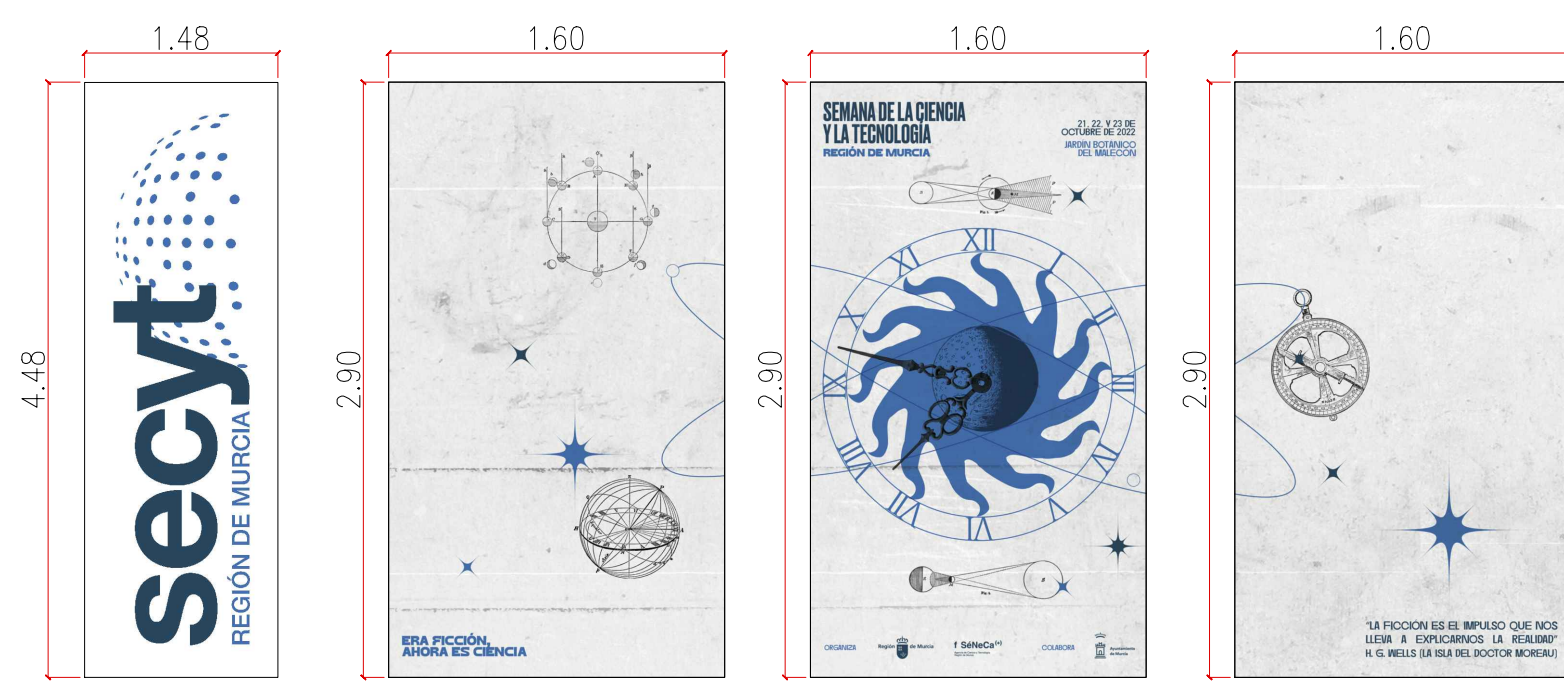 1.48
4.48
secyt
REGIÓN DE MURCIA
1.60
2.90
ERA FICCIÓN,
AHORA ES CIENCIA
1.60
2.90
SEMANA DE LA CIENCIA
Y LA TECNOLOGÍA
REGIÓN DE MURCIA
21, 22, Y 23 DE
OCTUBRE DE 2022
JARDÍN BOTÁNICO
DEL MALECÓN
XII
I
II
III
IV
V
VI
VII
VIII
IX
X
XI
ORGANIZA
Región de Murcia
f SéNeCa(+)
COLABORA
Ayuntamiento
de Murcia
1.60
2.90
"LA FICCIÓN ES EL IMPULSO QUE NOS
LLEVA A EXPLICARNOS LA REALIDAD"
H. G. WELLS (LA ISLA DEL DOCTOR MOREAU)